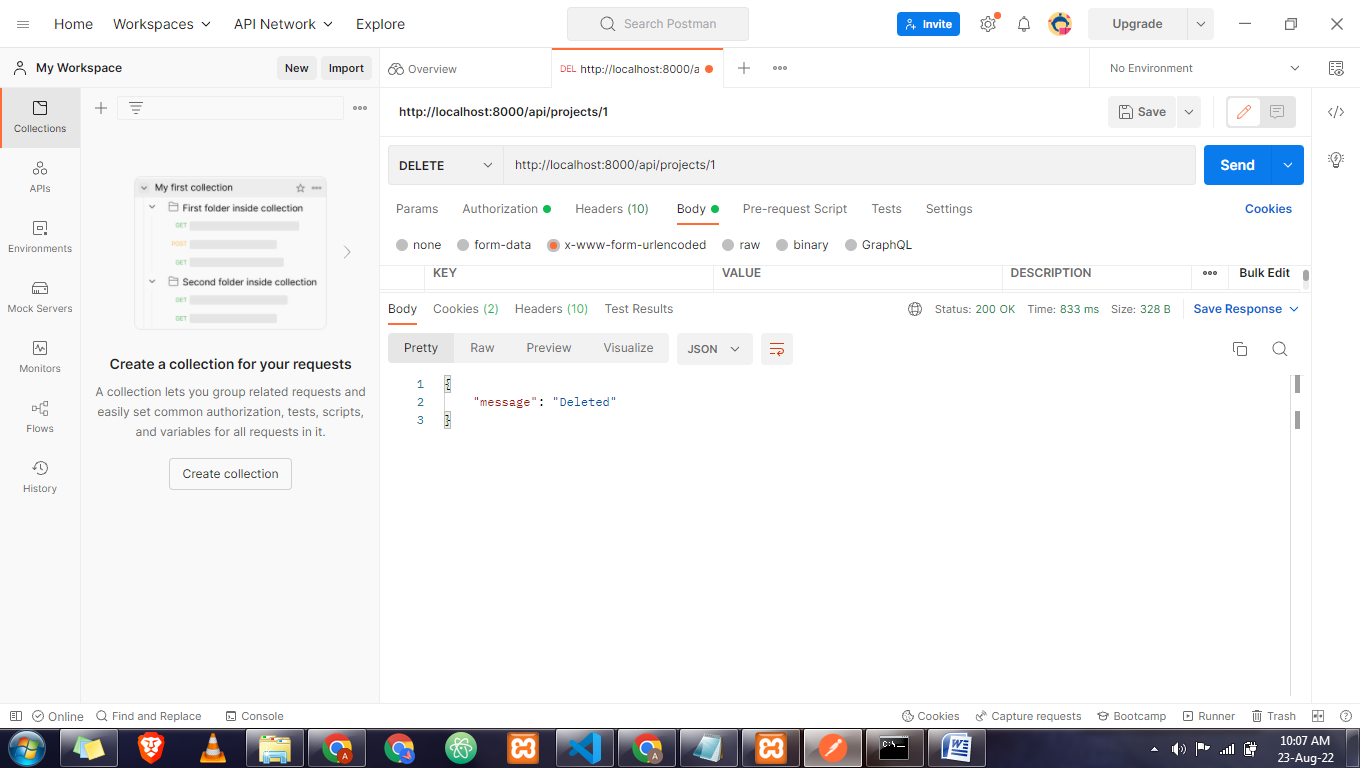 Home Workspaces API Network Explore Search Postman Invite Upgrade
My Workspace New Import Overview DEL http://localhost:8000/a No Environment
Collections
APIs
Environments
Mock Servers
Monitors
Flows
History
My first collection
First folder inside collection
GET
POST
GET
Second folder inside collection
GET
GET
Create a collection for your requests
A collection lets you group related requests and
easily set common authorization, tests, scripts,
and variables for all requests in it.
Create collection
http://localhost:8000/api/projects/1 Save
DELETE http://localhost:8000/api/projects/1 Send
Params Authorization Headers (10) Body Pre-request Script Tests Settings Cookies
none form-data x-www-form-urlencoded raw binary GraphQL
KEY VALUE DESCRIPTION Bulk Edit
Body Cookies (2) Headers (10) Test Results Status: 200 OK Time: 833 ms Size: 328 B Save Response
Pretty Raw Preview Visualize JSON
1 {
2 "message": "Deleted"
3 }
Online Find and Replace Console Cookies Capture requests Bootcamp Runner Trash
10:07 AM
23-Aug-22